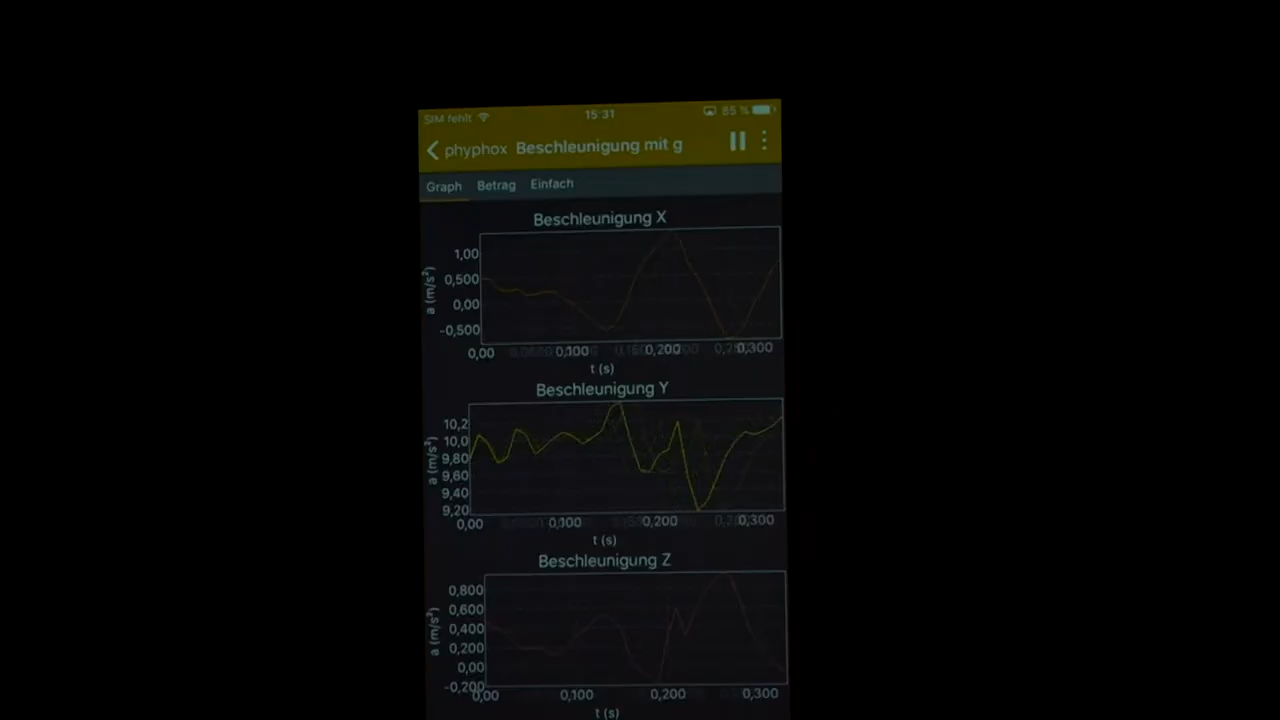 SIM fehlt 15:31 65 %
phyphox Beschleunigung mit g
Graph Betrag Einfach
Beschleunigung X
1,00
0,500
0,00
-0,500
a (m/s²)
0,00 0,100 0,200 0,300
t (s)
Beschleunigung Y
10,2
10,0
9,80
9,60
9,40
9,20
a (m/s²)
0,00 0,100 0,200 0,300
t (s)
Beschleunigung Z
0,800
0,600
0,400
0,200
0,00
-0,200
a (m/s²)
0,00 0,100 0,200 0,300
t (s)